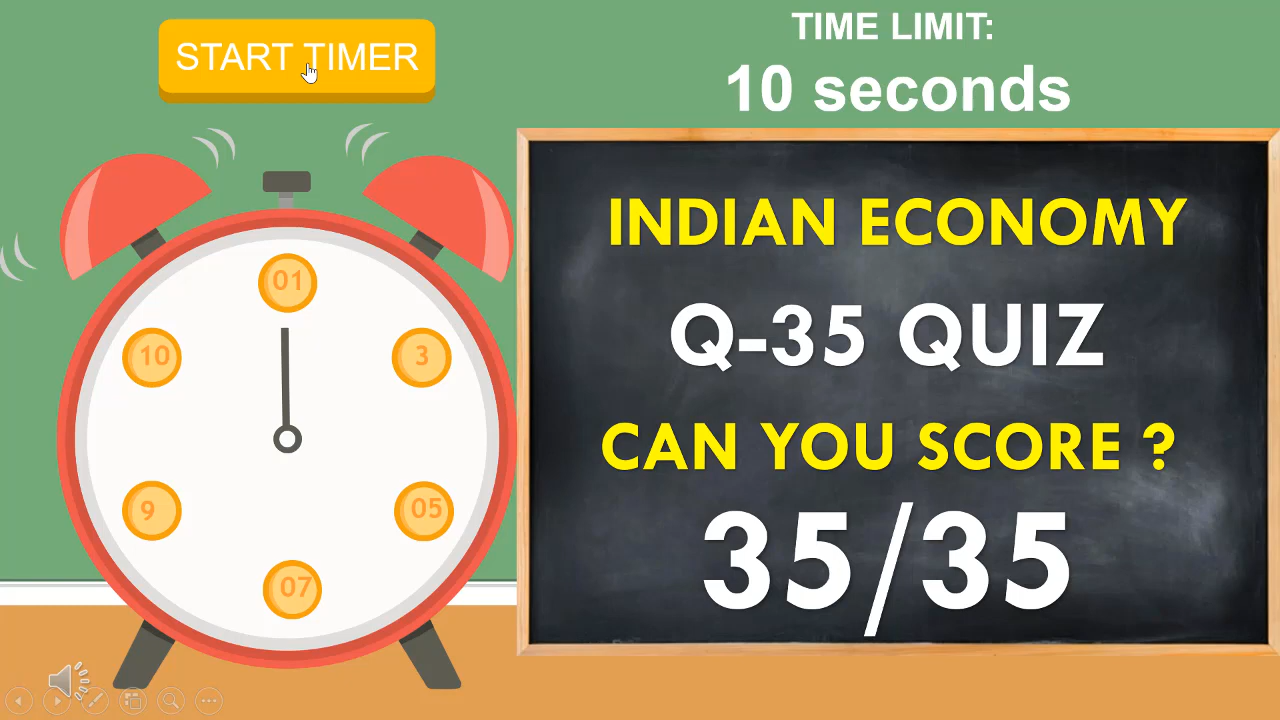 START TIMER
TIME LIMIT:
10 seconds
01
10
3
9
05
07
INDIAN ECONOMY
Q-35 QUIZ
CAN YOU SCORE ?
35/35